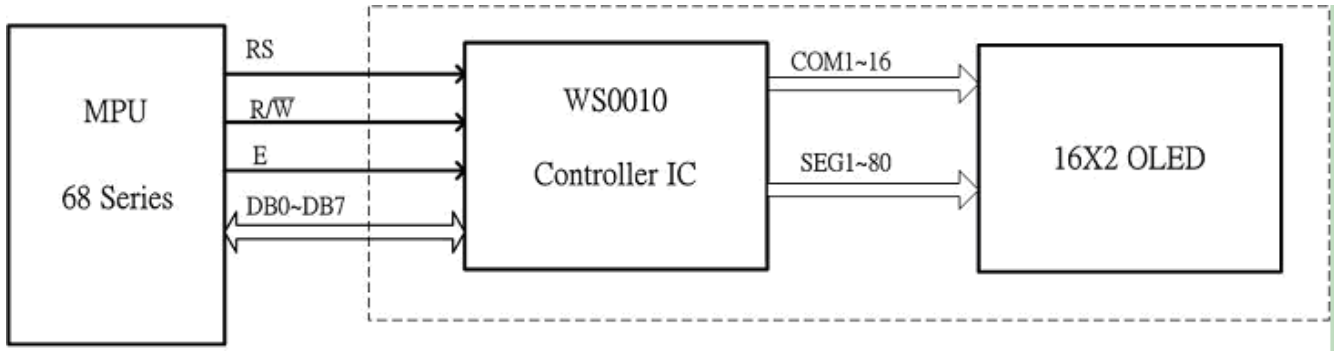 MPU
68 Series
RS
R/W̅
E
DB0~DB7
WS0010
Controller IC
COM1~16
SEG1~80
16X2 OLED